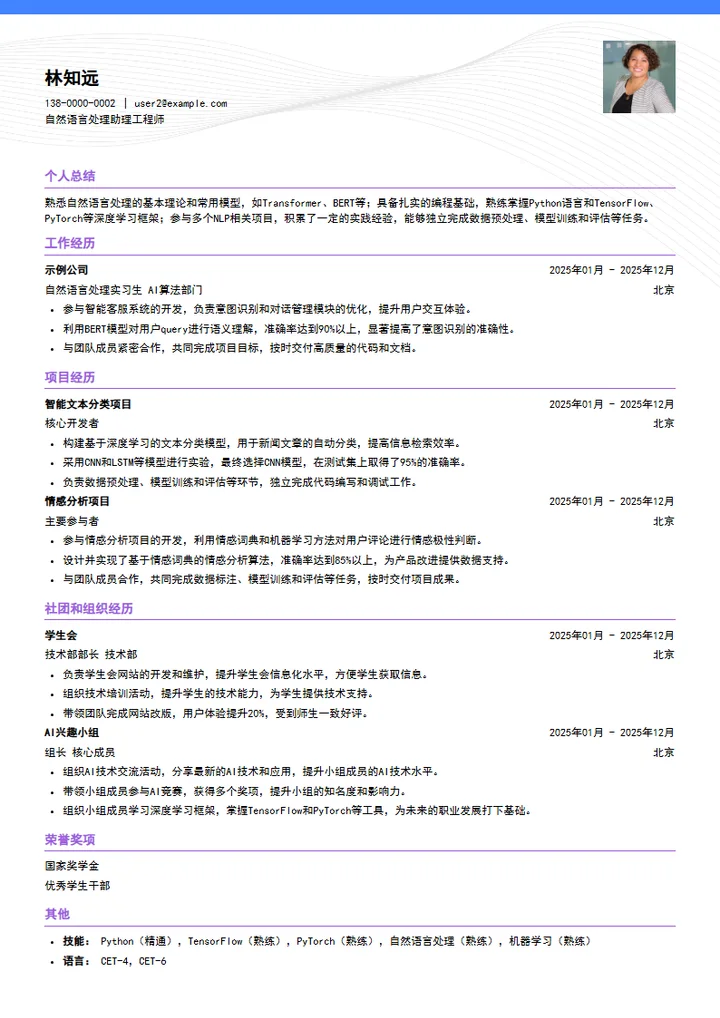 林知远
138-0000-0002 | user2@example.com
自然语言处理助理工程师
个人总结
熟悉自然语言处理的基本理论和常用模型，如Transformer、BERT等；具备扎实的编程基础，熟练掌握Python语言和TensorFlow、
PyTorch等深度学习框架；参与多个NLP相关项目，积累了一定的实践经验，能够独立完成数据预处理、模型训练和评估等任务。
工作经历
示例公司 2025年01月 - 2025年12月
自然语言处理实习生 AI算法部门 北京
• 参与智能客服系统的开发，负责意图识别和对话管理模块的优化，提升用户交互体验。
• 利用BERT模型对用户query进行语义理解，准确率达到90%以上，显著提高了意图识别的准确性。
• 与团队成员紧密合作，共同完成项目目标，按时交付高质量的代码和文档。
项目经历
智能文本分类项目 2025年01月 - 2025年12月
核心开发者 北京
• 构建基于深度学习的文本分类模型，用于新闻文章的自动分类，提高信息检索效率。
• 采用CNN和LSTM等模型进行实验，最终选择CNN模型，在测试集上取得了95%的准确率。
• 负责数据预处理、模型训练和评估等环节，独立完成代码编写和调试工作。
情感分析项目 2025年01月 - 2025年12月
主要参与者 北京
• 参与情感分析项目的开发，利用情感词典和机器学习方法对用户评论进行情感极性判断。
• 设计并实现了基于情感词典的情感分析算法，准确率达到85%以上，为产品改进提供数据支持。
• 与团队成员合作，共同完成数据标注、模型训练和评估等任务，按时交付项目成果。
社团和组织经历
学生会 2025年01月 - 2025年12月
技术部部长 技术部 北京
• 负责学生会网站的开发和维护，提升学生会信息化水平，方便学生获取信息。
• 组织技术培训活动，提升学生的技术能力，为学生提供技术支持。
• 带领团队完成网站改版，用户体验提升20%，受到师生一致好评。
AI兴趣小组 2025年01月 - 2025年12月
组长 核心成员 北京
• 组织AI技术交流活动，分享最新的AI技术和应用，提升小组成员的AI技术水平。
• 带领小组成员参与AI竞赛，获得多个奖项，提升小组的知名度和影响力。
• 组织小组成员学习深度学习框架，掌握TensorFlow和PyTorch等工具，为未来的职业发展打下基础。
荣誉奖项
国家奖学金
优秀学生干部
其他
• 技能： Python（精通），TensorFlow（熟练），PyTorch（熟练），自然语言处理（熟练），机器学习（熟练）
• 语言： CET-4，CET-6